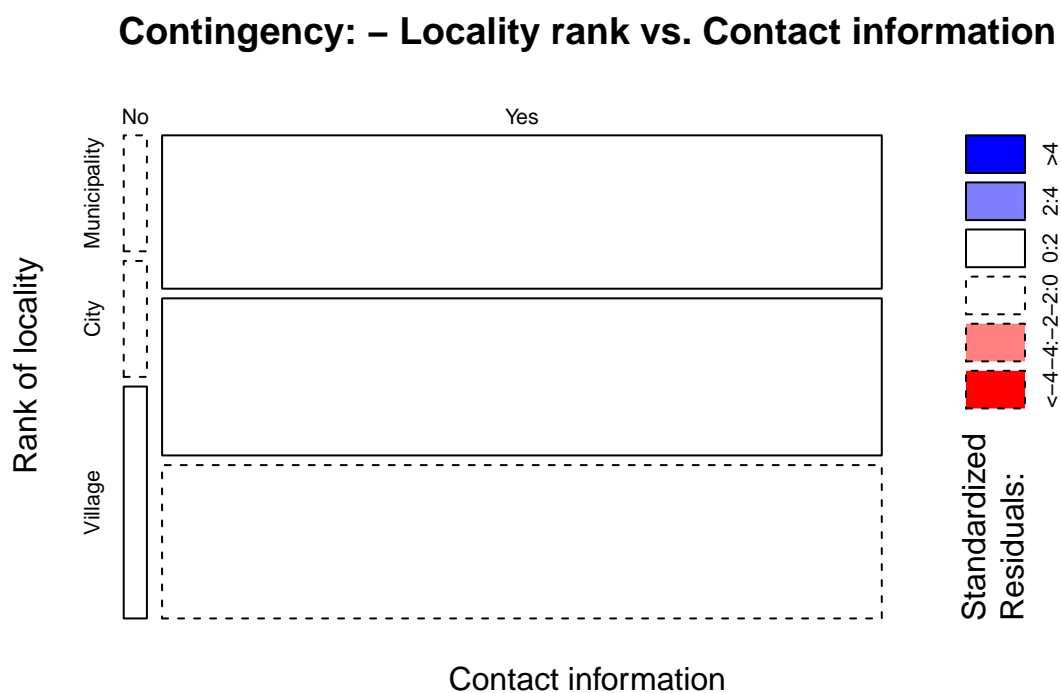 Contingency: – Locality rank vs. Contact information
No
Yes
Municipality
City
Village
Rank of locality
Contact information
Standardized
Residuals:
<−4
−4:−2
−2:0
0:2
2:4
>4